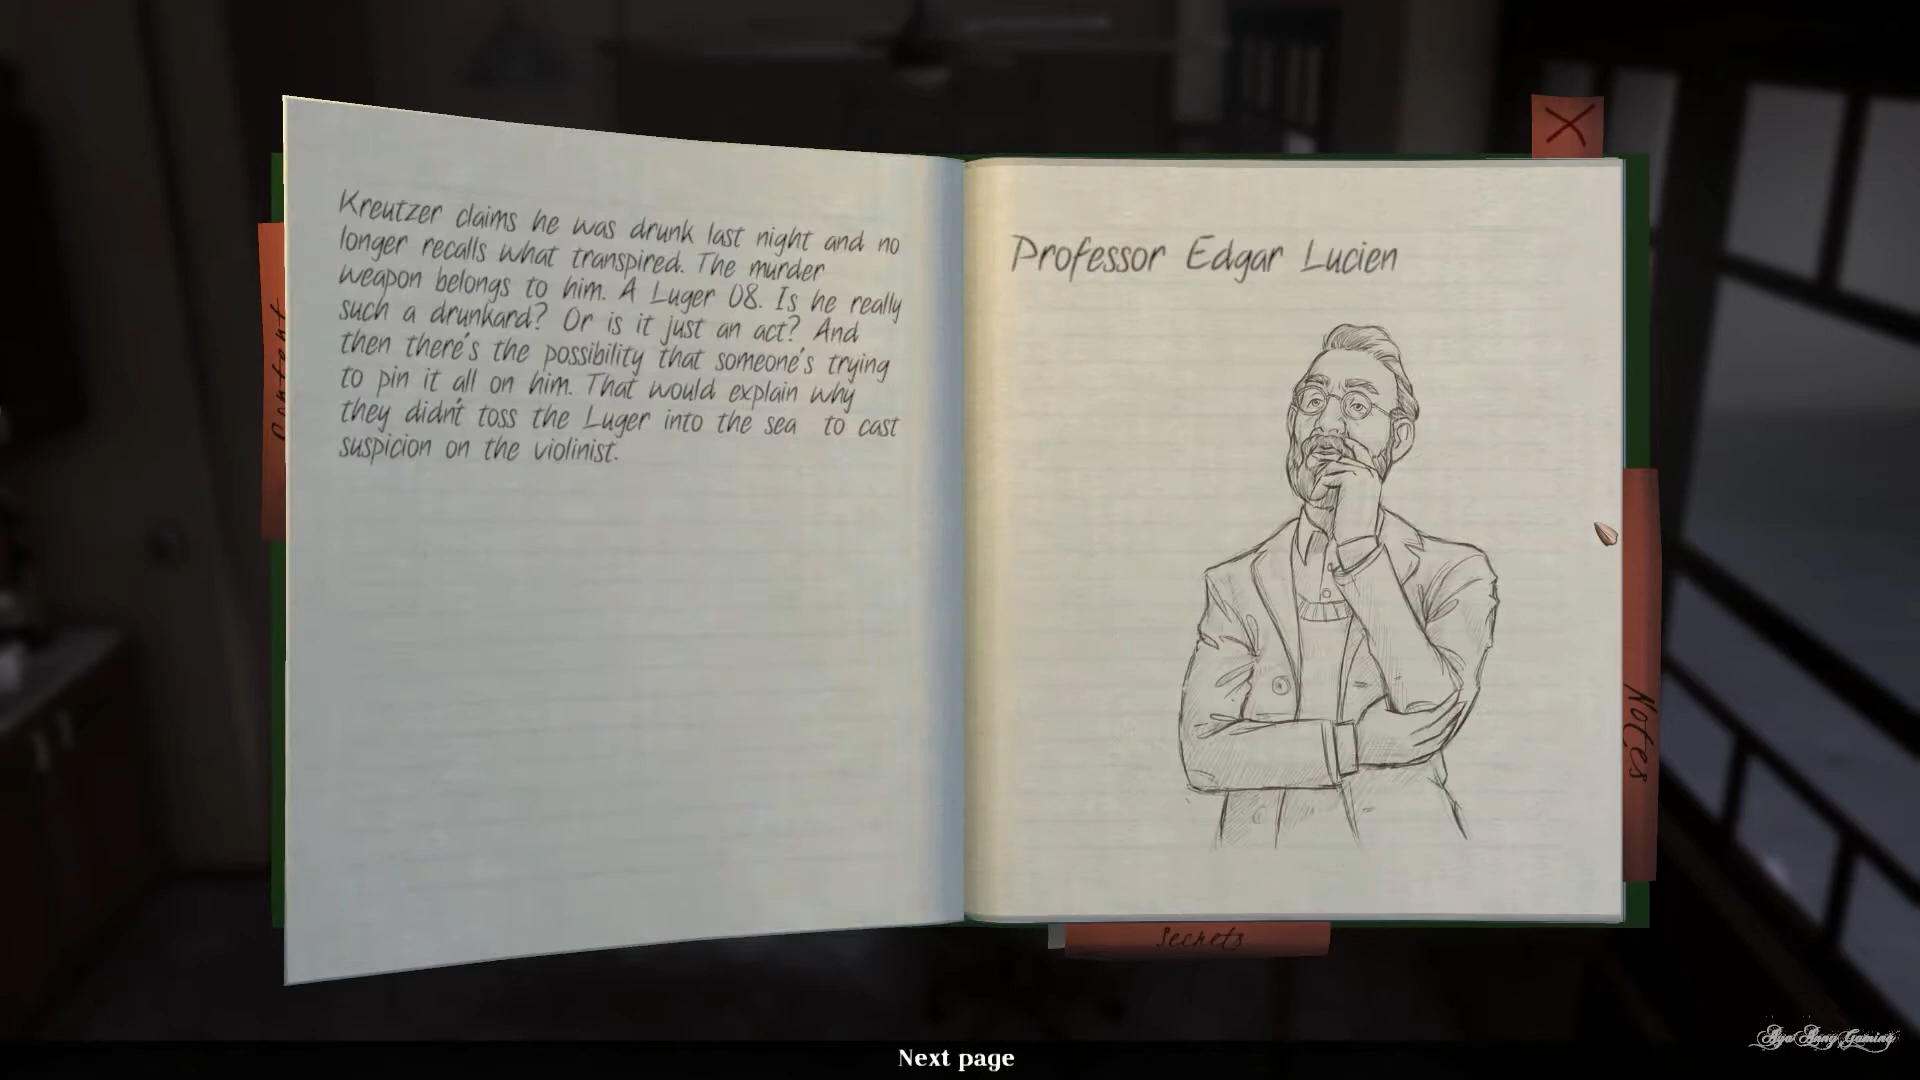 Kreutzer claims he was drunk last night and no
longer recalls what transpired. The murder
weapon belongs to him. A Luger 08. Is he really
such a drunkard? Or is it just an act? And
then there's the possibility that someone's trying
to pin it all on him. That would explain why
they didn't toss the Luger into the sea to cast
suspicion on the violinist.
Professor Edgar Lucien
Content
Notes
Secrets
Next page
AyaAnny Gaming